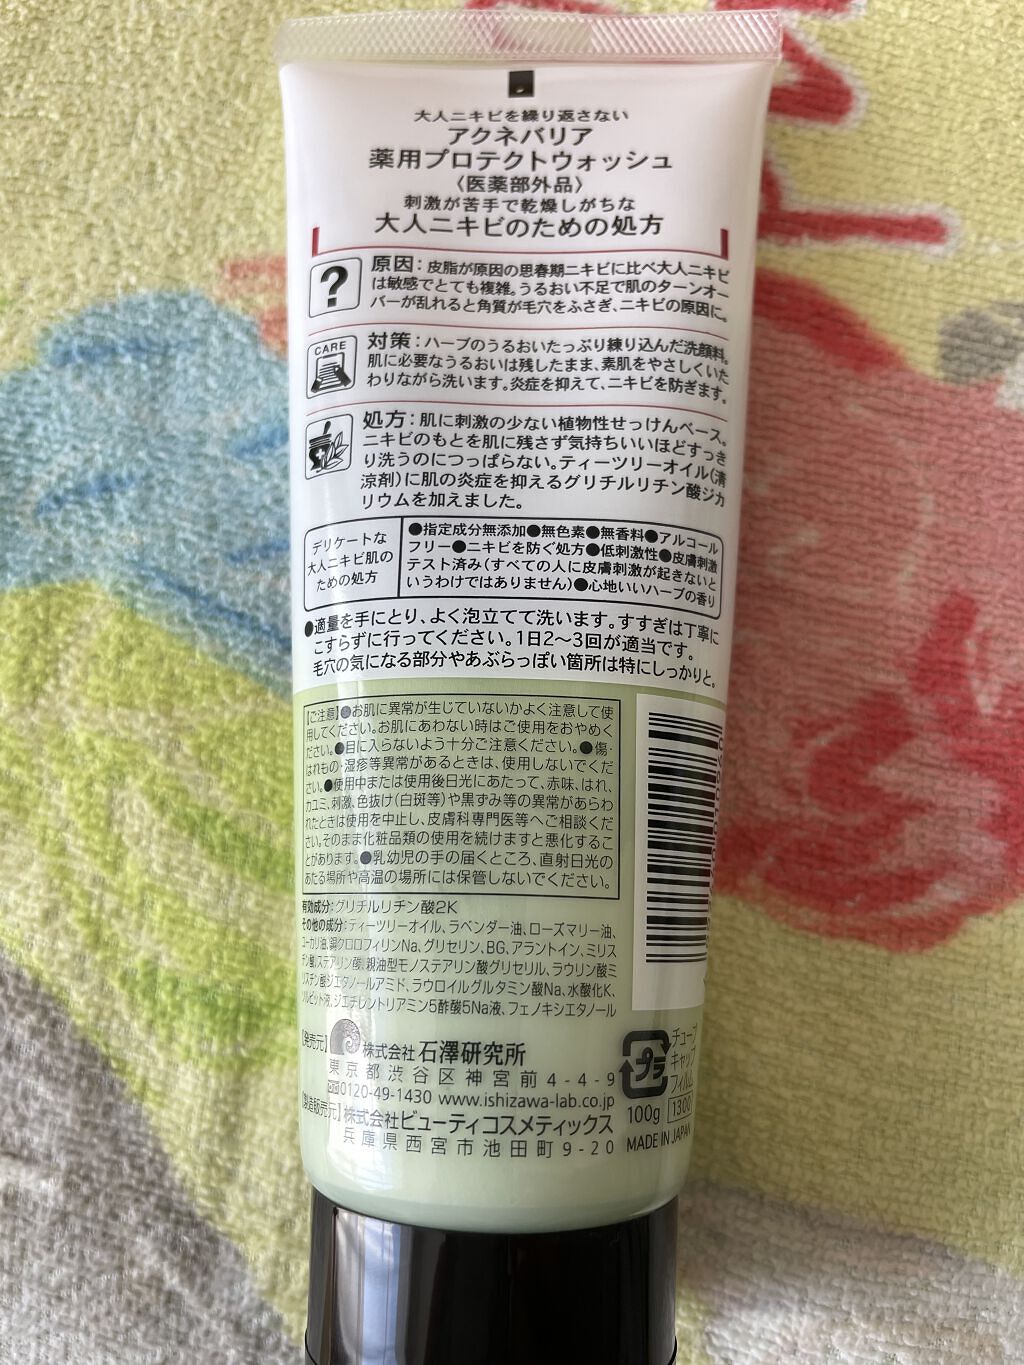 大人ニキビを繰り返さない
アクネバリア
薬用プロテクトウォッシュ
〈医薬部外品〉
刺激が苦手で乾燥しがちな
大人ニキビのための処方
?
原因：皮脂が原因の思春期ニキビに比べ大人ニキビ
は敏感でとても複雑。うるおい不足で肌のターンオー
バーが乱れると角質が毛穴をふさぎ、ニキビの原因に。
CARE
対策：ハーブのうるおいたっぷり練り込んだ洗顔料。
肌に必要なうるおいは残したまま、素肌をやさしくいた
わりながら洗います。炎症を抑えて、ニキビを防ぎます。
処方：肌に刺激の少ない植物性せっけんベース。
ニキビのもとを肌に残さず気持ちいいほどすっき
り洗うのにつっぱらない。ティーツリーオイル（清
涼剤）に肌の炎症を抑えるグリチルリチン酸ジカ
リウムを加えました。
デリケートな
大人ニキビ肌の
ための処方
●指定成分無添加●無色素●無香料●アルコール
フリー●ニキビを防ぐ処方●低刺激性●皮膚刺激
テスト済み（すべての人に皮膚刺激が起きないと
いうわけではありません）●心地いいハーブの香り
●適量を手にとり、よく泡立てて洗います。すすぎは丁寧に
こすらずに行ってください。1日2〜3回が適当です。
毛穴の気になる部分やあぶらっぽい箇所は特にしっかりと。
【ご注意】●お肌に異常が生じていないかよく注意して使
用してください。お肌にあわない時はご使用をおやめく
ださい。●目に入らないよう十分ご注意ください。●傷・
はれもの・湿疹等異常があるときは、使用しないでくだ
さい。●使用中または使用後日光にあたって、赤味、はれ、
カユミ、刺激、色抜け（白斑等）や黒ずみ等の異常があらわ
れたときは使用を中止し、皮膚科専門医等へご相談くだ
さい。そのまま化粧品類の使用を続けますと悪化するこ
とがあります。●乳幼児の手の届くところ、直射日光の
あたる場所や高温の場所には保管しないでください。
有効成分：グリチルリチン酸2K
その他の成分：ティーツリーオイル、ラベンダー油、ローズマリー油、
ユーカリ油、銅クロロフィリンNa、グリセリン、BG、アラントイン、ミリス
チン酸、ステアリン酸、親油型モノステアリン酸グリセリル、ラウリン酸ミ
リスチン酸ジエタノールアミド、ラウロイルグルタミン酸Na、水酸化K、
ソルビット液、ジエチレントリアミン5酢酸5Na液、フェノキシエタノール
【発売元】株式会社 石澤研究所
東京都渋谷区神宮前4-4-9
0120-49-1430 www.ishizawa-lab.co.jp
【製造販売元】株式会社ビューティコスメティックス
兵庫県西宮市池田町9-20
プラ
チューブ
キャップ
フィルム
100g
1300
MADE IN JAPAN